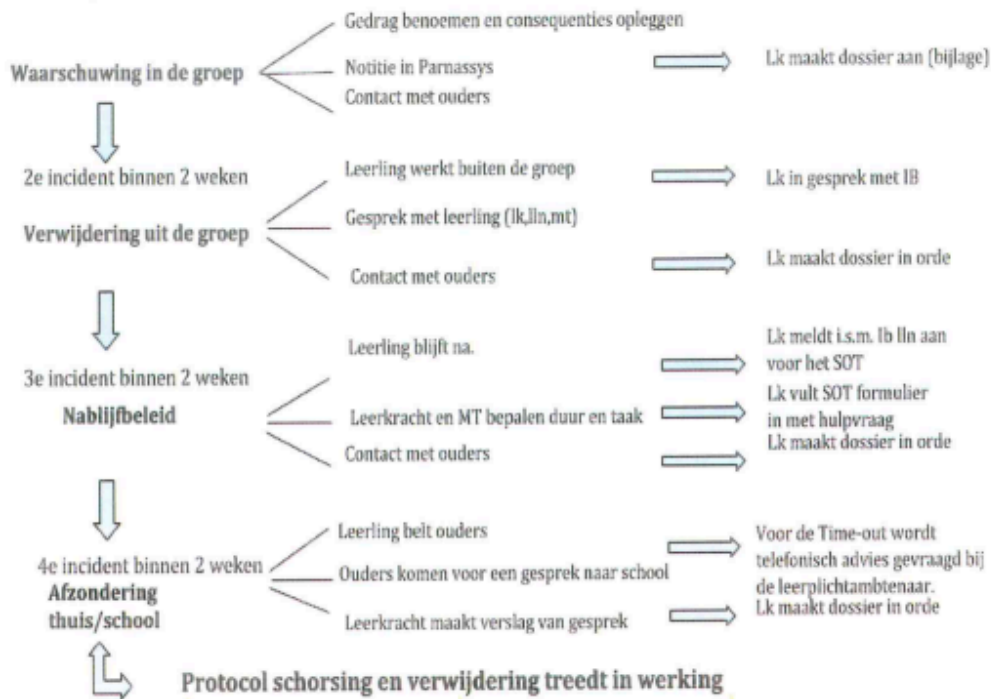 Gedrag benoemen en consequenties opleggen
Waarschuwing in de groep
Notitie in Parnassys
Lk maakt dossier aan (bijlage)
Contact met ouders
2e incident binnen 2 weken
Leerling werkt buiten de groep
Lk in gesprek met IB
Verwijdering uit de groep
Gesprek met leerling (lk,lln,mt)
Contact met ouders
Lk maakt dossier in orde
3e incident binnen 2 weken
Nablijfbeleid
Leerling blijft na.
Lk meldt i.s.m. Ib lln aan
voor het SOT
Leerkracht en MT bepalen duur en taak
Lk vult SOT formulier
in met hulpvraag
Contact met ouders
Lk maakt dossier in orde
4e incident binnen 2 weken
Afzondering
thuis/school
Leerling belt ouders
Voor de Time-out wordt
telefonisch advies gevraagd bij
de leerplichtambtenaar.
Ouders komen voor een gesprek naar school
Leerkracht maakt verslag van gesprek
Lk maakt dossier in orde
Protocol schorsing en verwijdering treedt in werking